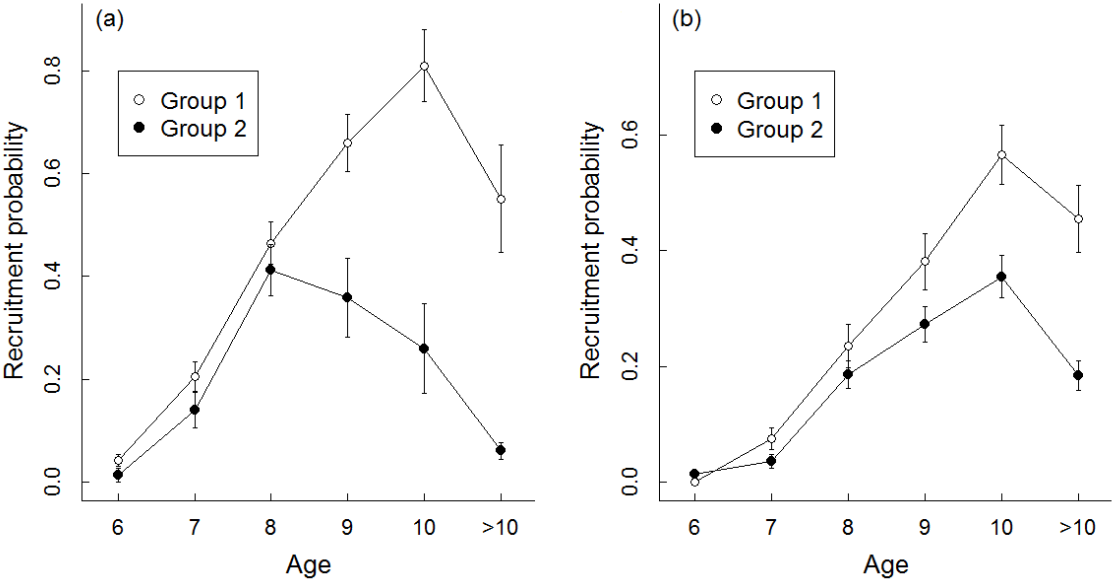 (a)
Group 1
Group 2
Recruitment probability
0.0
0.2
0.4
0.6
0.8
6 7 8 9 10 >10
Age
(b)
Group 1
Group 2
Recruitment probability
0.0
0.2
0.4
0.6
6 7 8 9 10 >10
Age